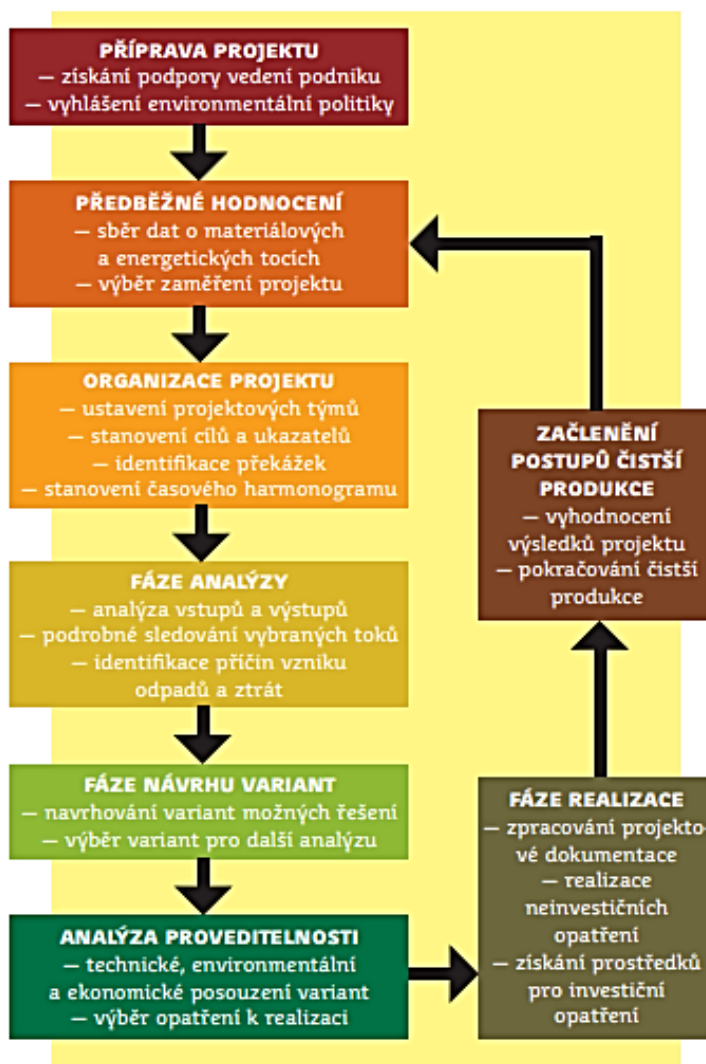 PŘÍPRAVA PROJEKTU
— získání podpory vedení podniku
— vyhlášení environmentální politiky
PŘEDBĚŽNÉ HODNOCENÍ
— sběr dat o materiálových
a energetických tocích
— výběr zaměření projektu
ORGANIZACE PROJEKTU
— ustavení projektových týmů
— stanovení cílů a ukazatelů
— identifikace překážek
— stanovení časového harmonogramu
FÁZE ANALÝZY
— analýza vstupů a výstupů
— podrobné sledování vybraných toků
— identifikace příčin vzniku
odpadů a ztrát
FÁZE NÁVRHU VARIANT
— navrhování variant možných řešení
— výběr variant pro další analýzu
ANALÝZA PROVEDITELNOSTI
— technické, environmentální
a ekonomické posouzení variant
— výběr opatření k realizaci
FÁZE REALIZACE
— zpracování projekto-
vé dokumentace
— realizace
neinvestičních
opatření
— získání prostředků
pro investiční
opatření
ZAČLENĚNÍ
POSTUPŮ ČISTŠÍ
PRODUKCE
— vyhodnocení
výsledků projektu
— pokračování čistší
produkce